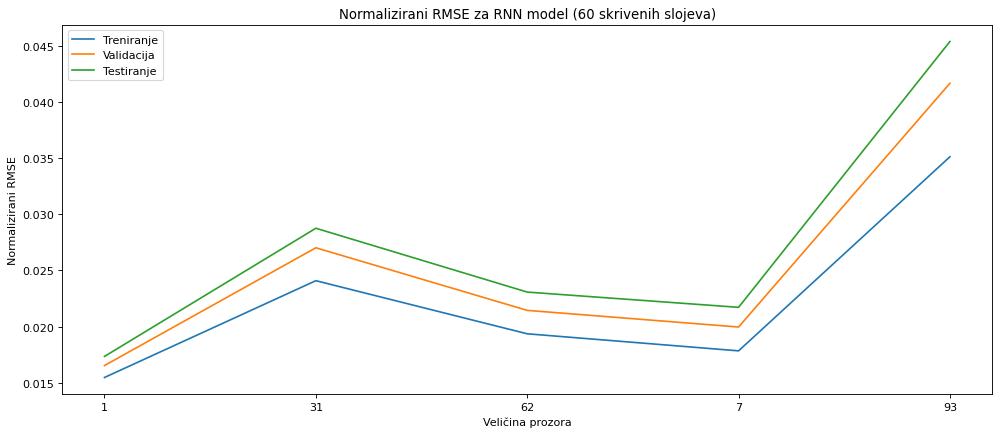 Normalizirani RMSE za RNN model (60 skrivenih slojeva)
Treniranje
Validacija
Testiranje
Normalizirani RMSE
0.045
0.040
0.035
0.030
0.025
0.020
0.015
1 31 62 7 93
Veličina prozora